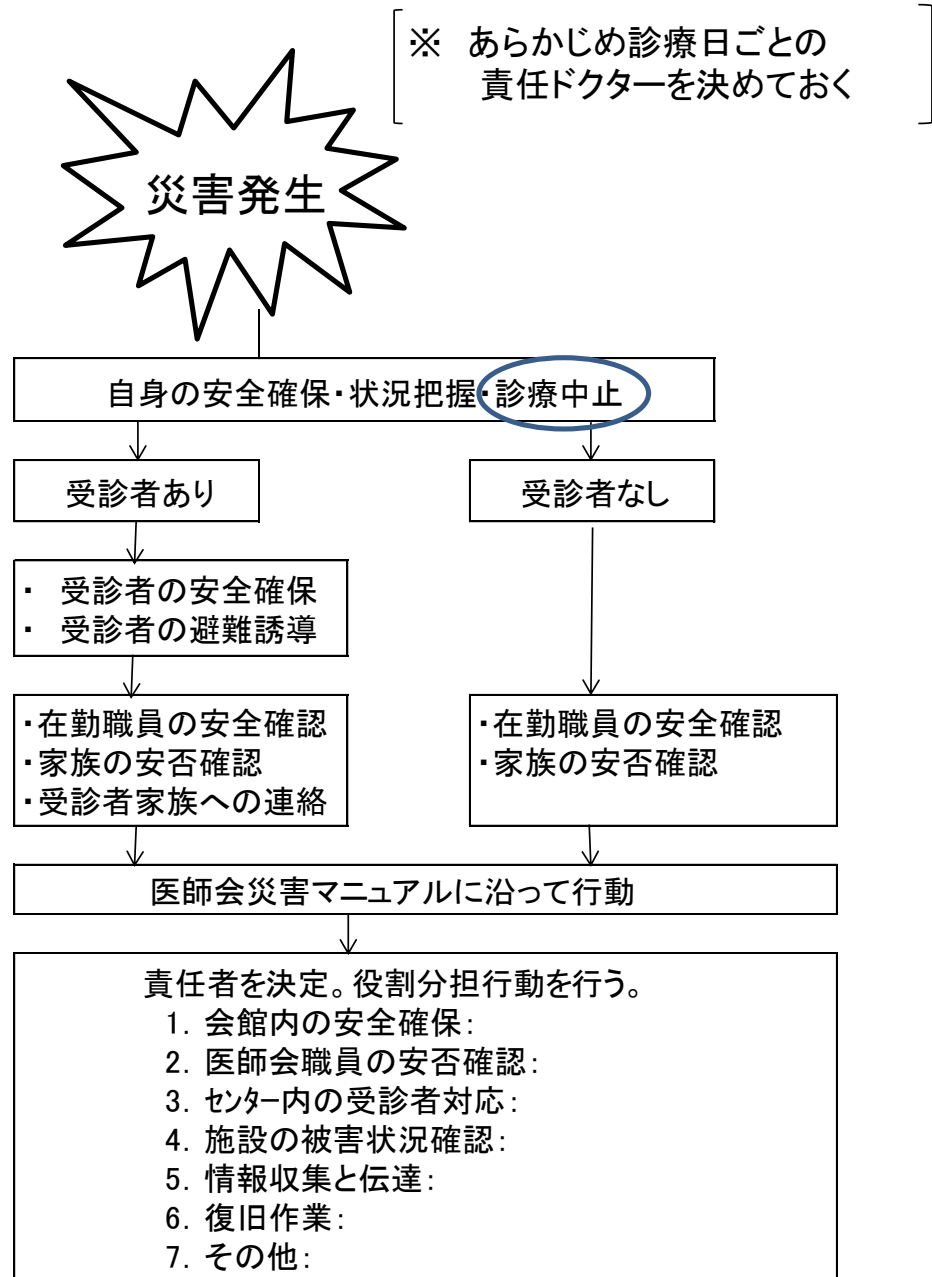 ※ あらかじめ診療日ごとの
責任ドクターを決めておく
災害発生
自身の安全確保・状況把握・診療中止
受診者あり
受診者なし
・ 受診者の安全確保
・ 受診者の避難誘導
・在勤職員の安全確認
・家族の安否確認
・受診者家族への連絡
・在勤職員の安全確認
・家族の安否確認
医師会災害マニュアルに沿って行動
責任者を決定。役割分担行動を行う。
1. 会館内の安全確保:
2. 医師会職員の安否確認:
3. センター内の受診者対応:
4. 施設の被害状況確認:
5. 情報収集と伝達:
6. 復旧作業:
7. その他: